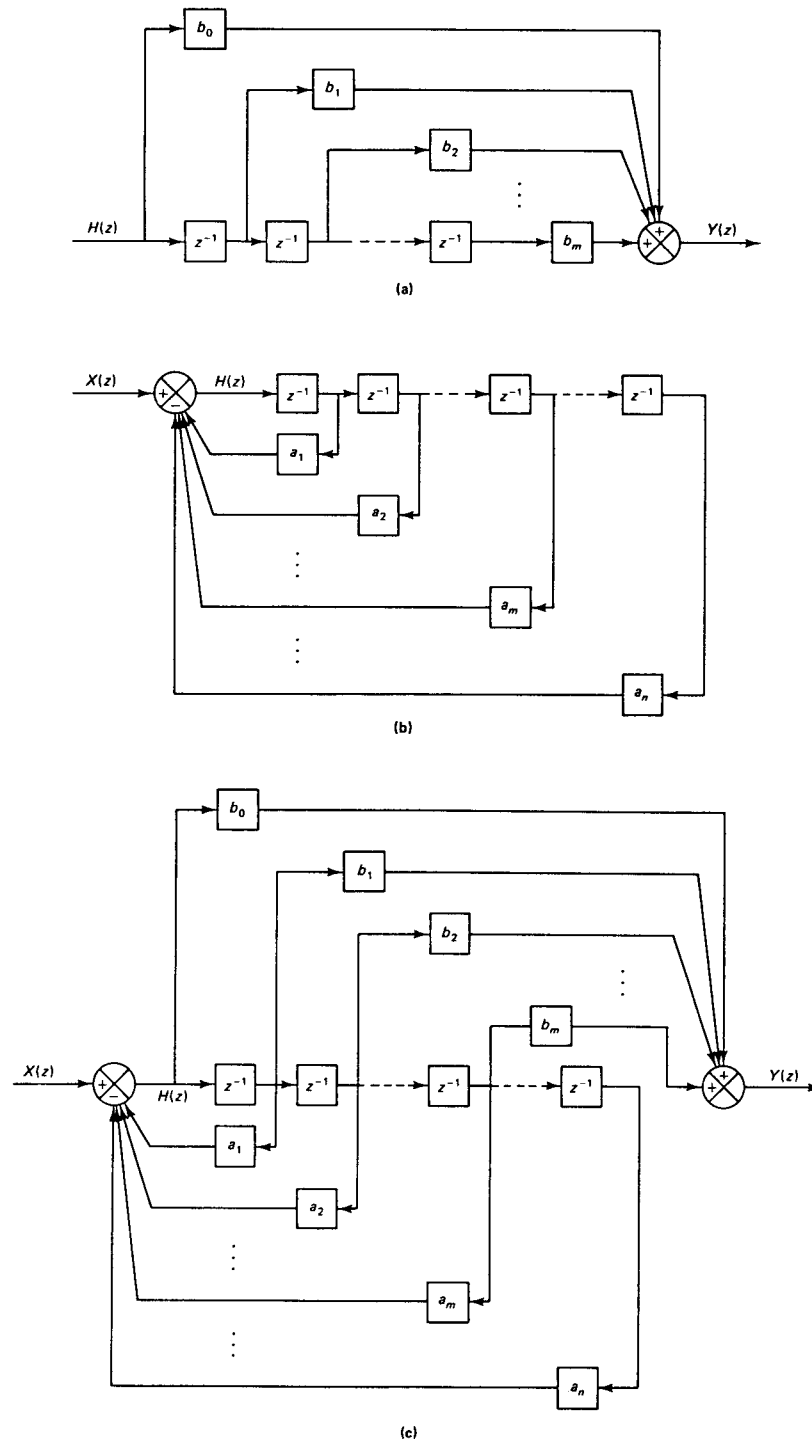 b₀
b₁
b₂
⋮
H(z) z⁻¹ z⁻¹ z⁻¹ bₘ + + Y(z)
(a)
X(z) + − H(z) z⁻¹ z⁻¹ z⁻¹ z⁻¹
a₁
a₂
⋮
aₘ
⋮
aₙ
(b)
b₀
b₁
b₂
⋮
bₘ
X(z) + − H(z) z⁻¹ z⁻¹ z⁻¹ z⁻¹ + + Y(z)
a₁
a₂
⋮
aₘ
⋮
aₙ
(c)